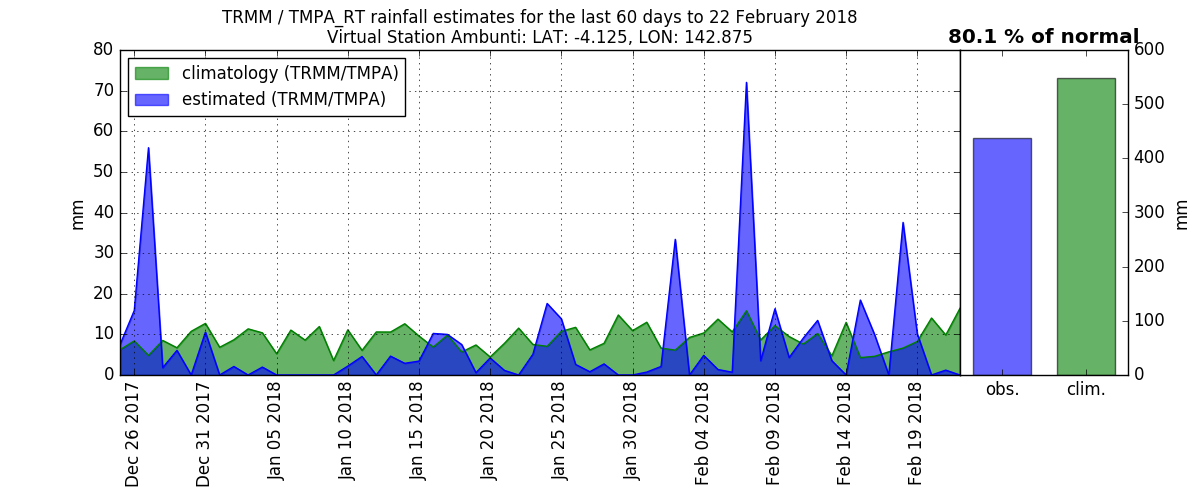 TRMM / TMPA_RT rainfall estimates for the last 60 days to 22 February 2018
Virtual Station Ambunti: LAT: -4.125, LON: 142.875
80.1 % of normal
climatology (TRMM/TMPA)
estimated (TRMM/TMPA)
mm
80
70
60
50
40
30
20
10
0
Dec 26 2017
Dec 31 2017
Jan 05 2018
Jan 10 2018
Jan 15 2018
Jan 20 2018
Jan 25 2018
Jan 30 2018
Feb 04 2018
Feb 09 2018
Feb 14 2018
Feb 19 2018
obs.
clim.
600
500
400
300
200
100
0
mm